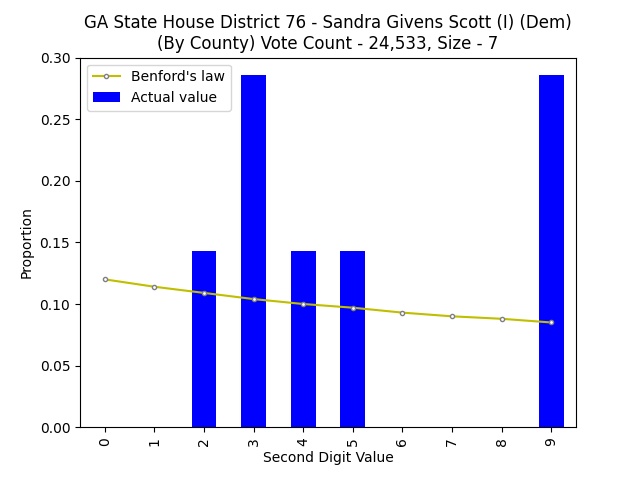 GA State House District 76 - Sandra Givens Scott (I) (Dem)
(By County) Vote Count - 24,533, Size - 7
Benford's law
Actual value
0.30
0.25
0.20
0.15
0.10
0.05
0.00
Proportion
0 1 2 3 4 5 6 7 8 9
Second Digit Value